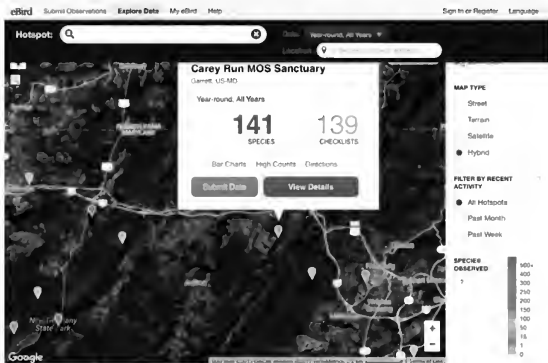 eBird Submit Observations Explore Data My eBird Help Sign In or Register Language
Hotspot: Date: Year-round, All Years
Location:
Carey Run MOS Sanctuary
Garrett, US-MD
Year-round, All Years
141 139
SPECIES CHECKLISTS
Bar Charts High Counts Directions
Submit Data View Details
MAP TYPE
Street
Terrain
Satellite
Hybrid
FILTER BY RECENT
ACTIVITY
All Hotspots
Past Month
Past Week
SPECIES
OBSERVED
?
500+
400
300
250
200
150
100
50
15
1
0
State Park
+
−
Google